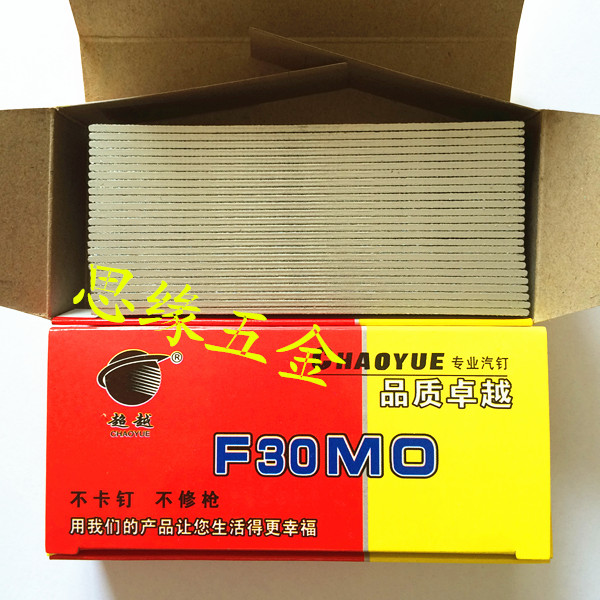 思缘五金
CHAOYUE 专业汽钉
品质卓越
®
超越
CHAOYUE
F30MO
不卡钉 不修枪
用我们的产品让您生活得更幸福